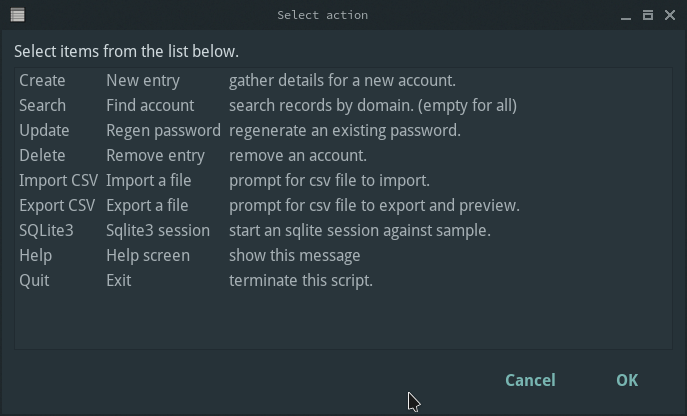 Select action
Select items from the list below.
Create New entry gather details for a new account.
Search Find account search records by domain. (empty for all)
Update Regen password regenerate an existing password.
Delete Remove entry remove an account.
Import CSV Import a file prompt for csv file to import.
Export CSV Export a file prompt for csv file to export and preview.
SQLite3 Sqlite3 session start an sqlite session against sample.
Help Help screen show this message
Quit Exit terminate this script.
Cancel OK